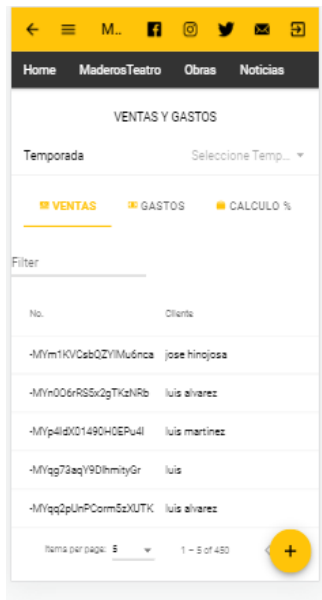 M..
Home MaderosTeatro Obras Noticias
VENTAS Y GASTOS
Temporada Seleccione Temp...
VENTAS GASTOS CALCULO %
Filter
No. Cliente
-MYm1KVCsbQZYIMu6nca jose hinojosa
-MYn0O6rRS5x2gTKzNRb luis alvarez
-MYp4ldX01490H0EPu4l luis martinez
-MYqg73aqY9DlhmityGr luis
-MYqq2pUnPCorm5zXUTK luis alvarez
Items per page: 5 1 – 5 of 450
+